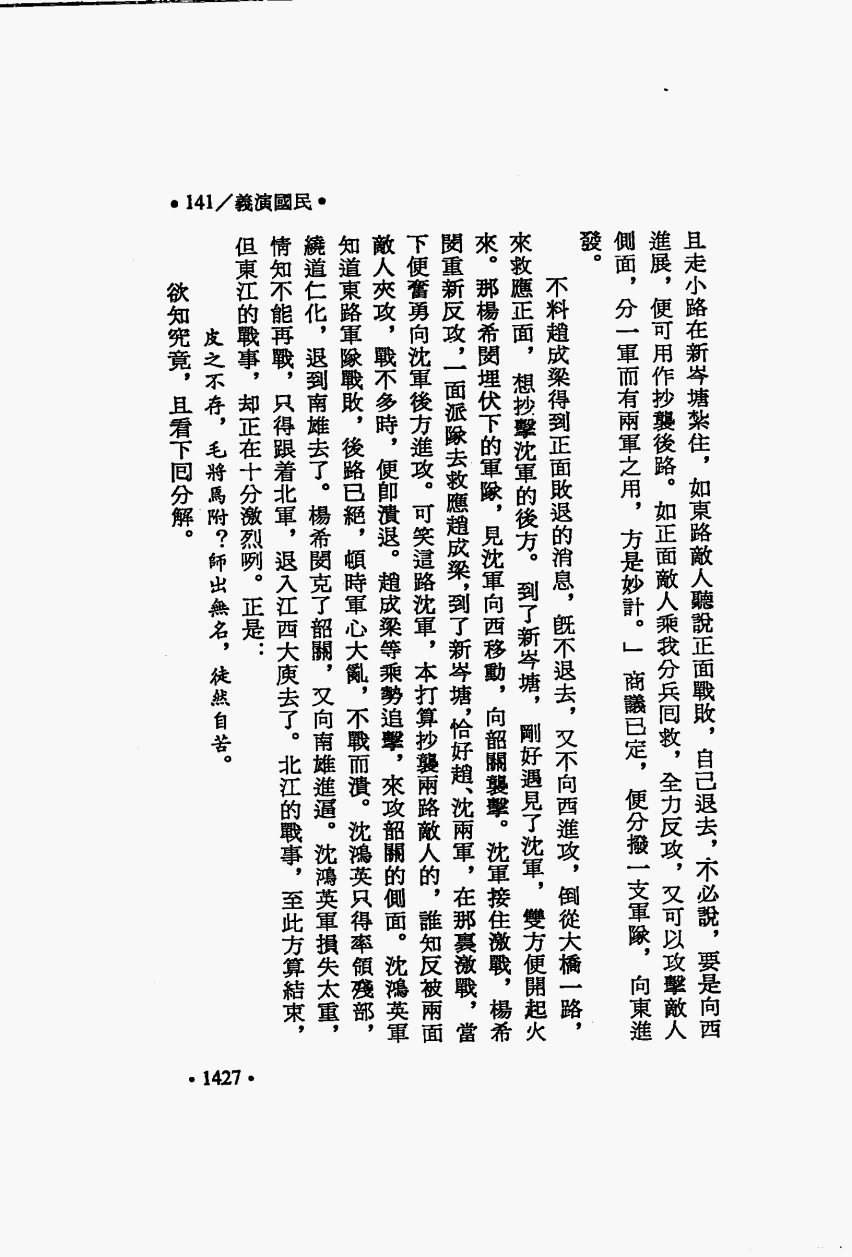 •141/義演國民•
且走小路在新岑塘紮住，如東路敵人聽說正面戰敗，自己退去，不必說，要是向西
進展，便可用作抄襲後路。如正面敵人乘我分兵回救，全力反攻，又可以攻擊敵人
側面，分一軍而有兩軍之用，方是妙計。」商議已定，便分撥一支軍隊，向東進
發。
不料趙成梁得到正面敗退的消息，旣不退去，又不向西進攻，倒從大橋一路，
來救應正面，想抄擊沈軍的後方。到了新岑塘，剛好遇見了沈軍，雙方便開起火
來。那楊希閔埋伏下的軍隊，見沈軍向西移動，向韶關襲擊。沈軍接住激戰，楊希
閔重新反攻，一面派隊去救應趙成梁，到了新岑塘，恰好趙、沈兩軍，在那裏激戰，當
下便奮勇向沈軍後方進攻。可笑這路沈軍，本打算抄襲兩路敵人的，誰知反被兩面
敵人夾攻，戰不多時，便卽潰退。趙成梁等乘勢追擊，來攻韶關的側面。沈鴻英軍
知道東路軍隊戰敗，後路已絕，頓時軍心大亂，不戰而潰。沈鴻英只得率領殘部，
繞道仁化，退到南雄去了。楊希閔克了韶關，又向南雄進逼。沈鴻英軍損失太重，
情知不能再戰，只得跟着北軍，退入江西大庾去了。北江的戰事，至此方算結束，
但東江的戰事，却正在十分激烈咧。正是：
皮之不存，毛將焉附？師出無名，徒然自苦。
欲知究竟，且看下回分解。
•1427•